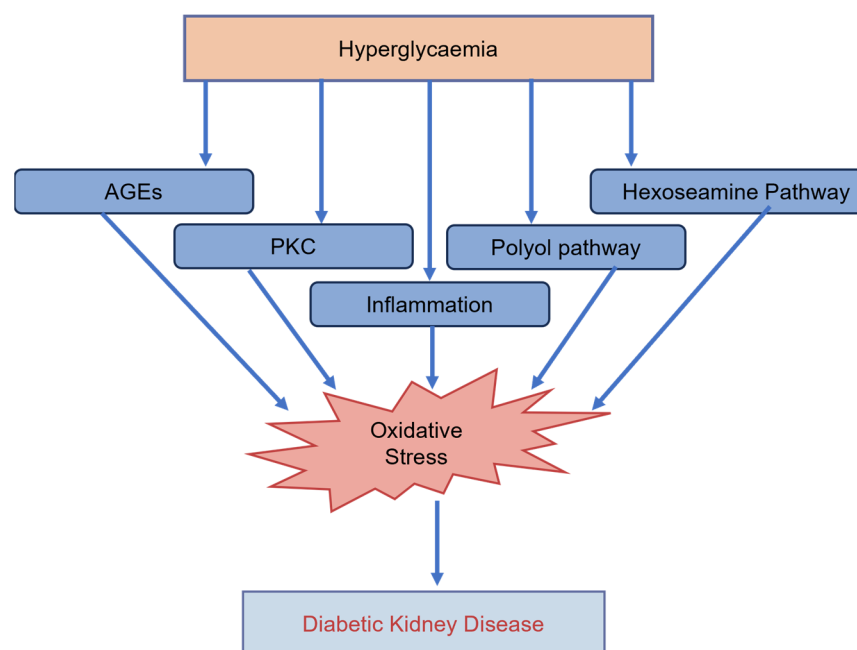 Hyperglycaemia
AGEs
Hexoseamine Pathway
PKC
Polyol pathway
Inflammation
Oxidative
Stress
Diabetic Kidney Disease